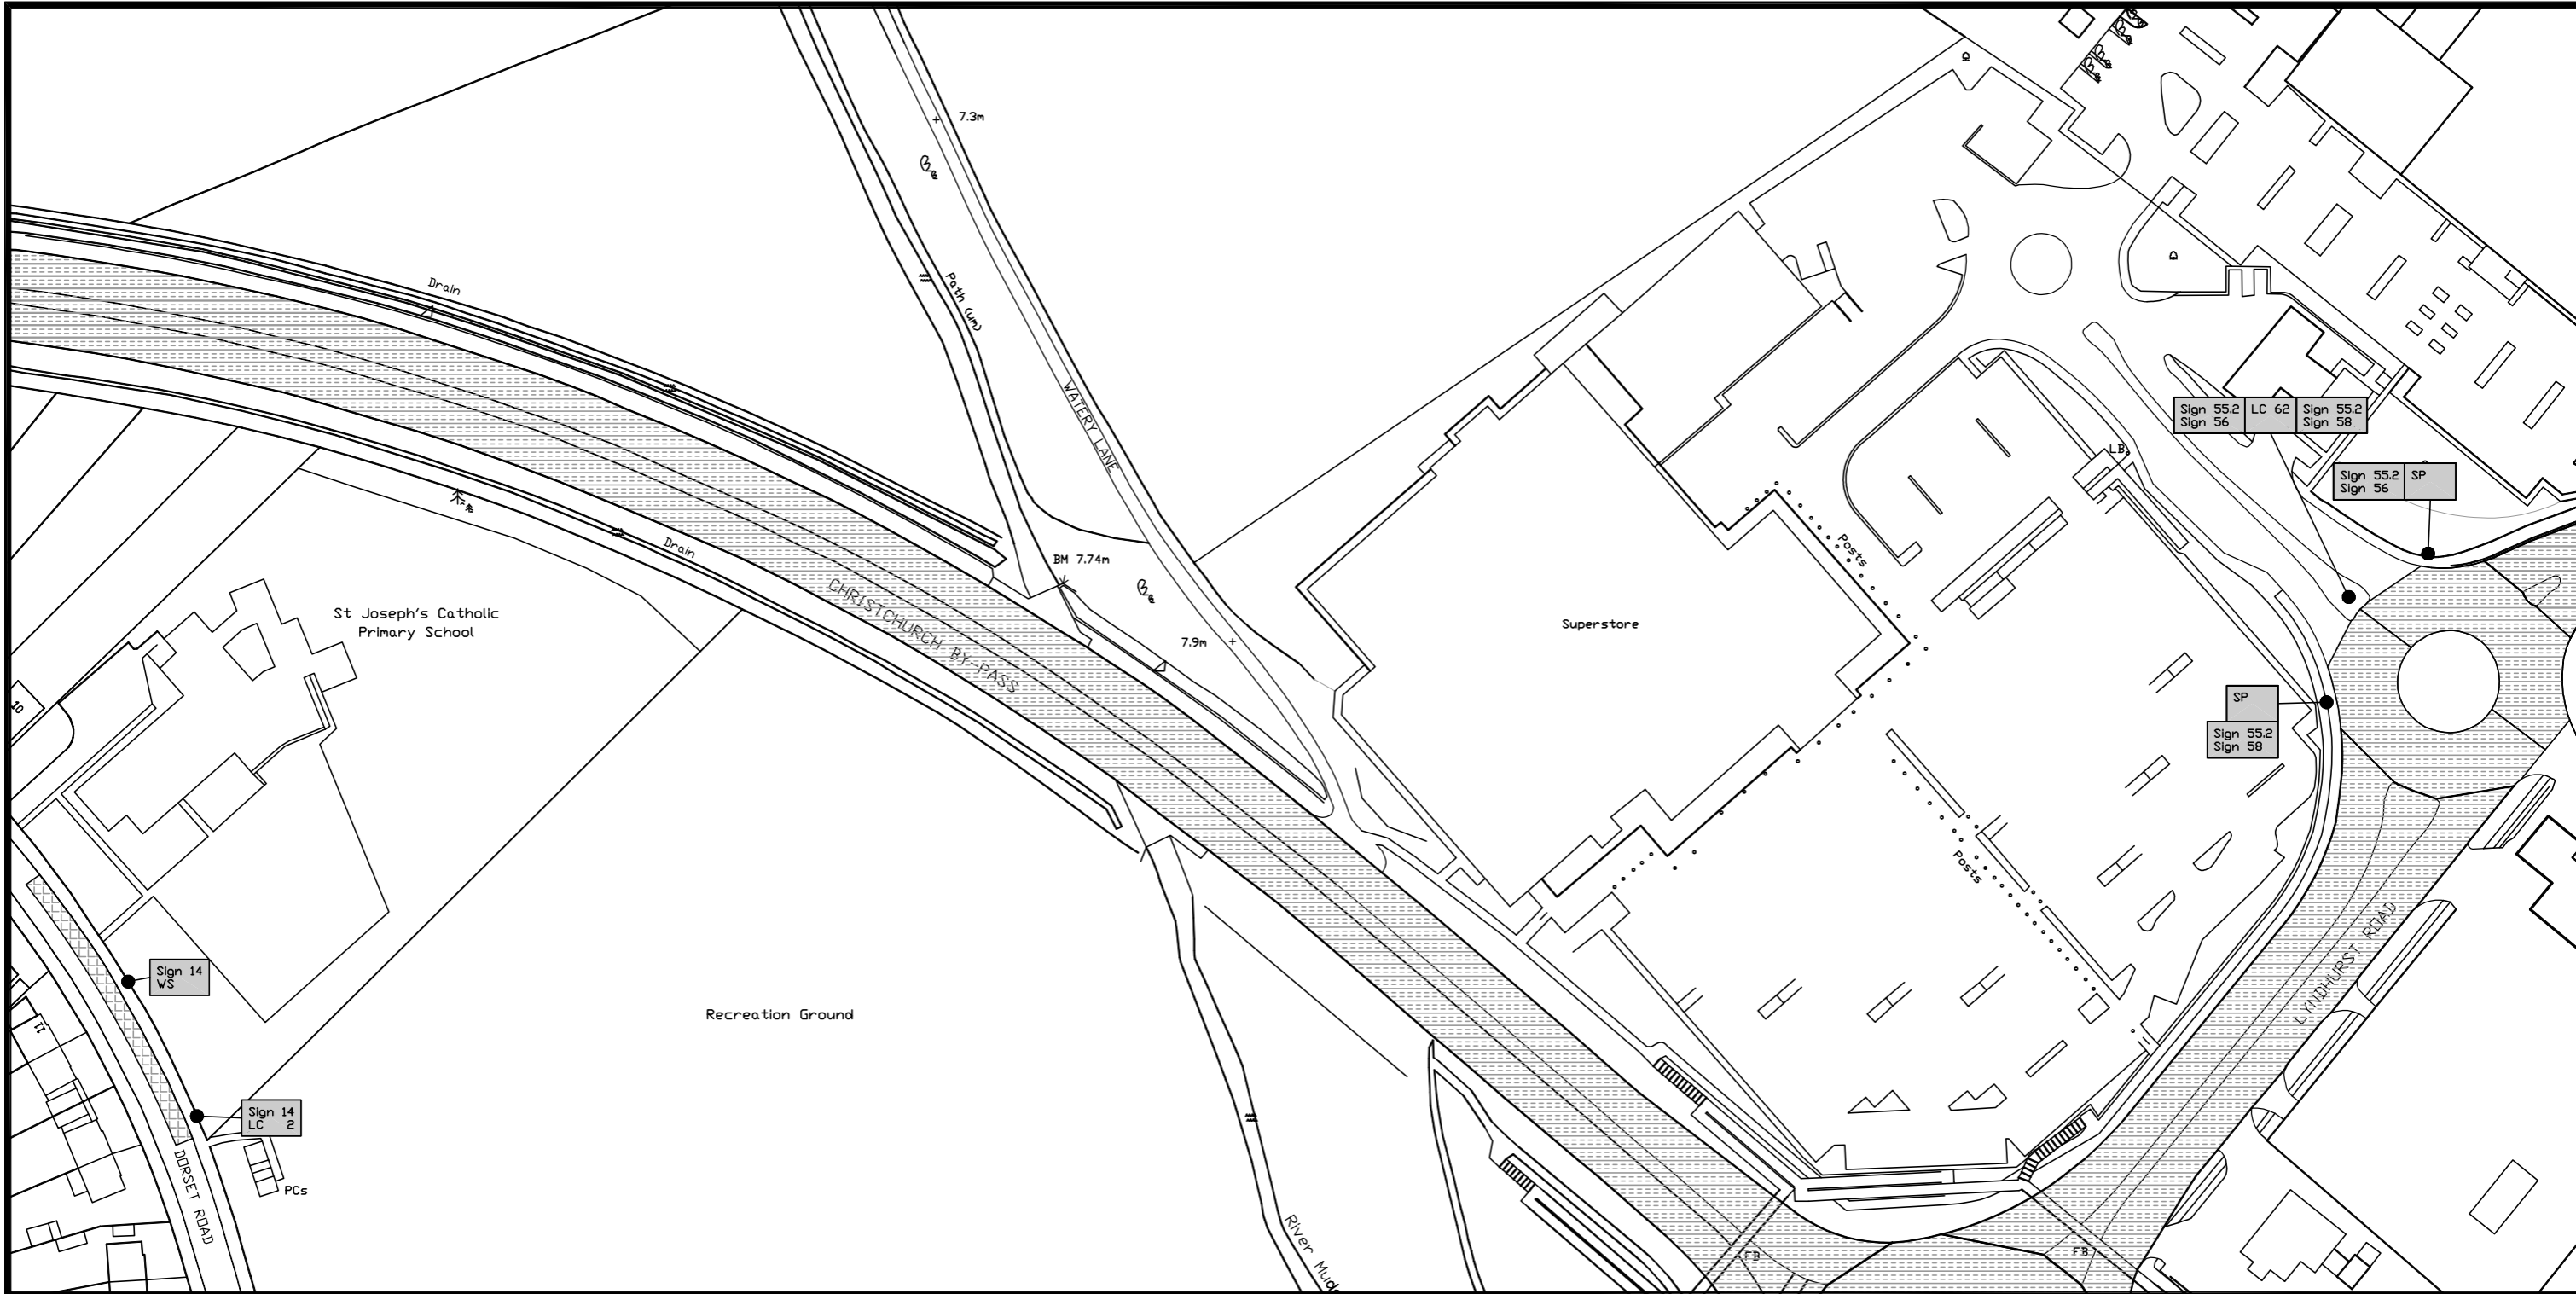 7.3m
Drain
Path (um)
WATERY LANE
Sign 55.2
Sign 56
LC 62
Sign 55.2
Sign 58
LB
Sign 55.2
Sign 56
SP
Drain
BM 7.74m
Posts
CHRISTCHURCH BY-PASS
St Joseph's Catholic
Primary School
Superstore
7.9m
10
SP
Sign 55.2
Sign 58
Posts
LYNDHURST ROAD
Sign 14
WS
11
Recreation Ground
Sign 14
LC 2
DORSET ROAD
PCs
River Mude
FB
FB